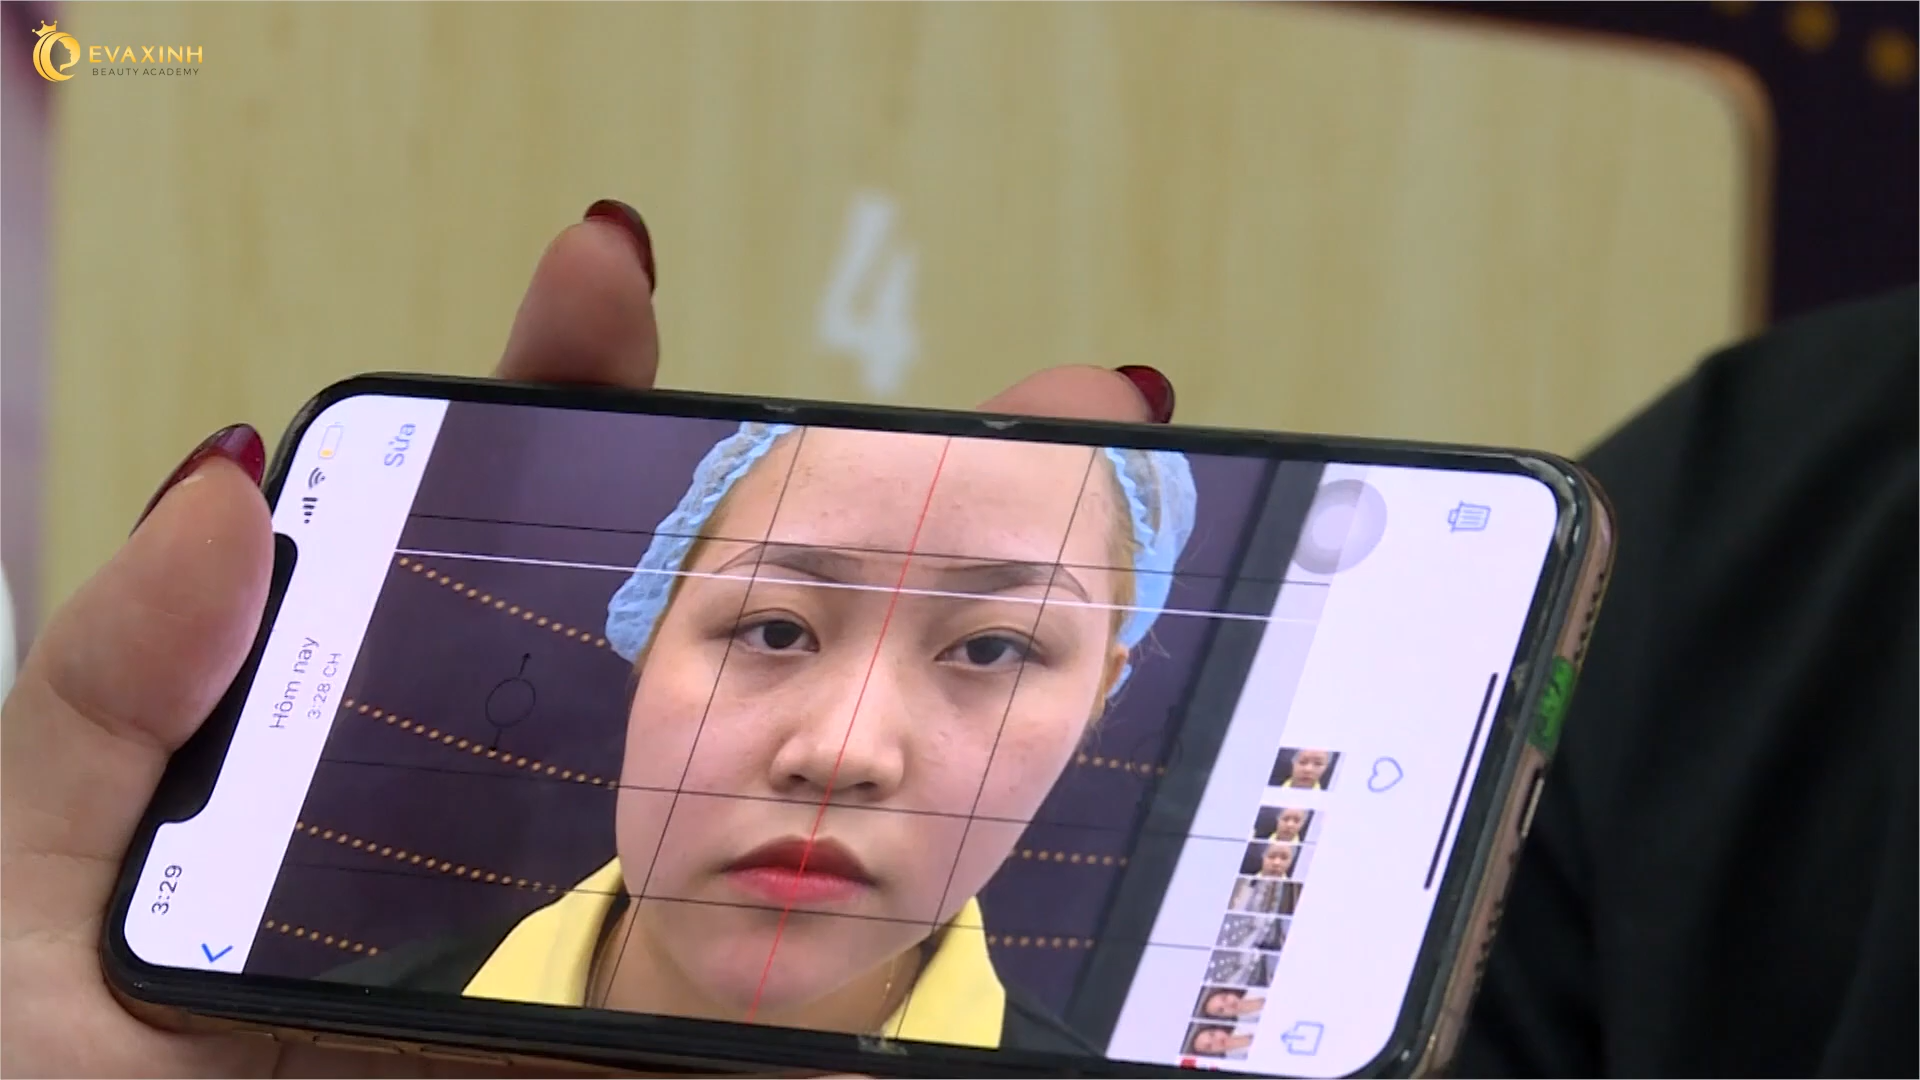 EVA XINH
BEAUTY ACADEMY
4
Sửa
Hôm nay
3:28 CH
3:29